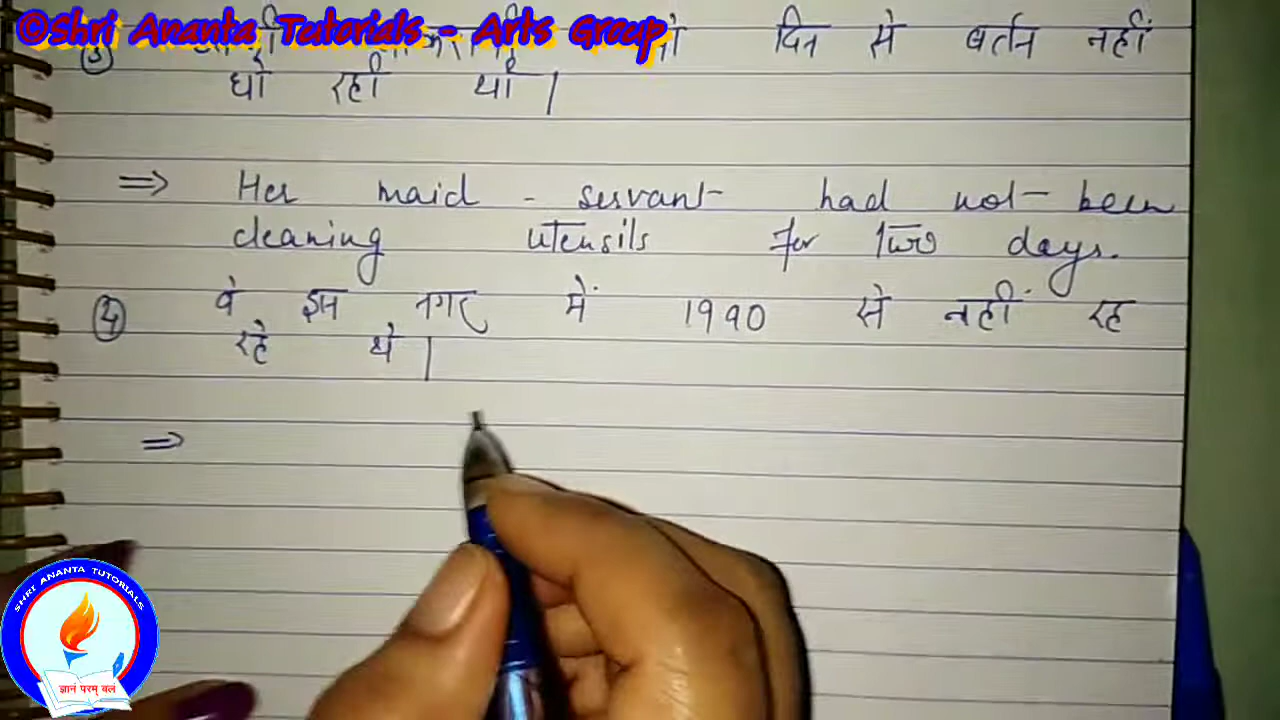 ©Shri Ananta Tutorials - Arts Group
दिन से बर्तन नहीं
धो रही थी।
⇒ Her maid - servant had not been
cleaning utensils for two days.
④ वे इस नगर में 1990 से नहीं रह
रहे थे।
⇒
SHRI ANANTA TUTORIALS
ज्ञानं परम् बलं